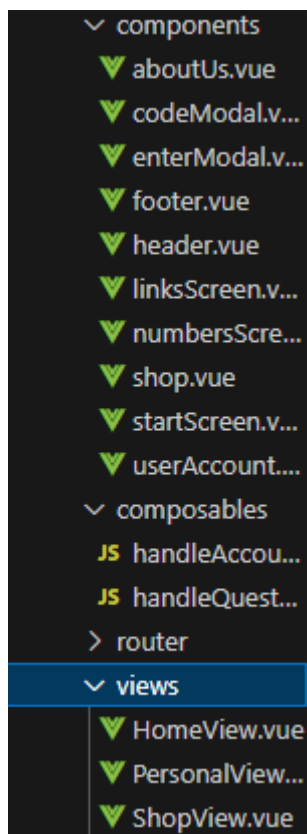 components
aboutUs.vue
codeModal.v...
enterModal.v...
footer.vue
header.vue
linksScreen.v...
numbersScre...
shop.vue
startScreen.v...
userAccount....
composables
JS handleAccou...
JS handleQuest...
router
views
HomeView.vue
PersonalView...
ShopView.vue